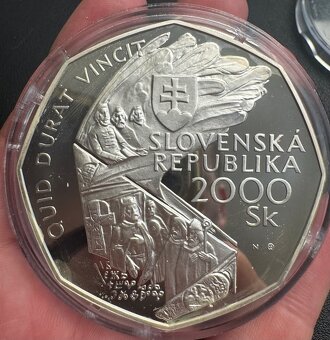 QUID DURAT VINCIT
SLOVENSKÁ
REPUBLIKA
2000
Sk